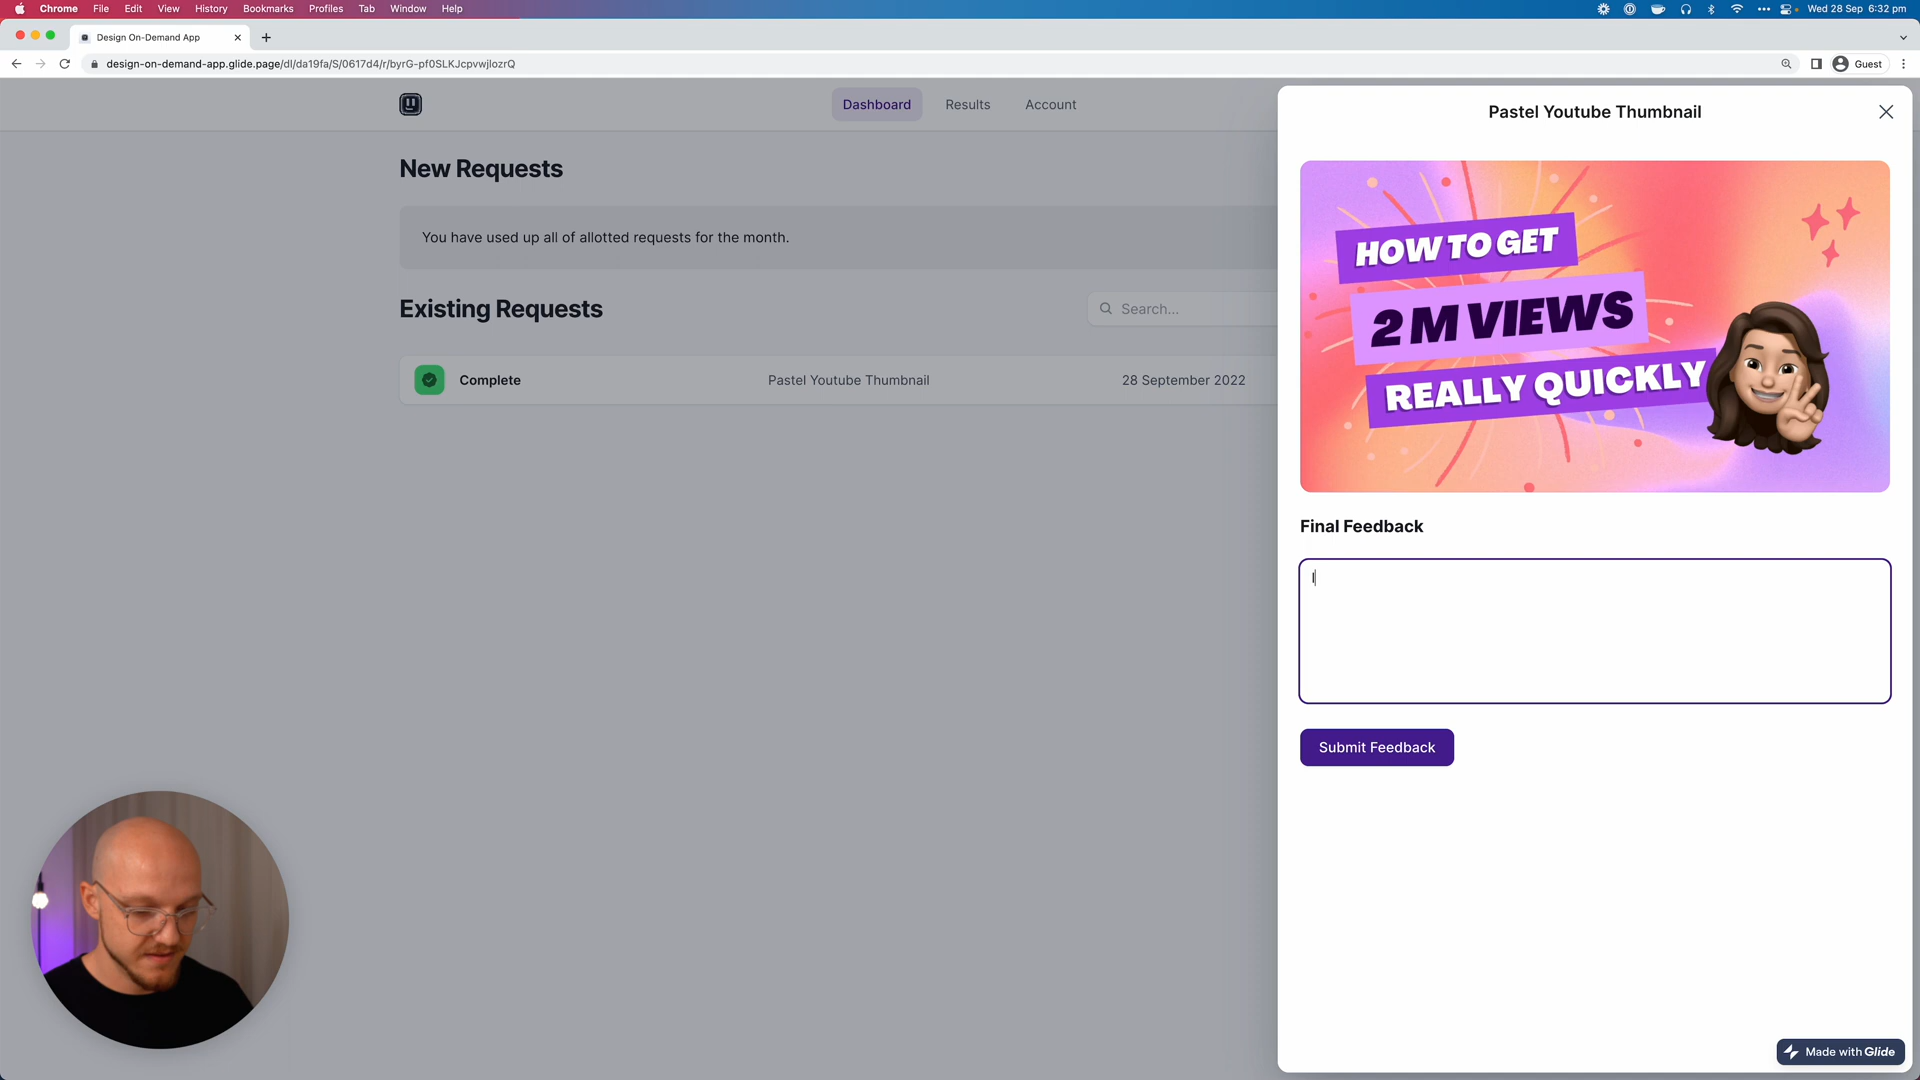 Chrome File Edit View History Bookmarks Profiles Tab Window Help
Wed 28 Sep 6:32 pm
Design On-Demand App
design-on-demand-app.glide.page/dl/da19fa/S/0617d4/r/byrG-pf0SLKJcpvwjlozrQ
Guest
Dashboard Results Account
New Requests
You have used up all of allotted requests for the month.
Existing Requests
Search...
Complete Pastel Youtube Thumbnail 28 September 2022
Pastel Youtube Thumbnail
HOW TO GET
2 M VIEWS
REALLY QUICKLY
Final Feedback
I
Submit Feedback
Made with Glide